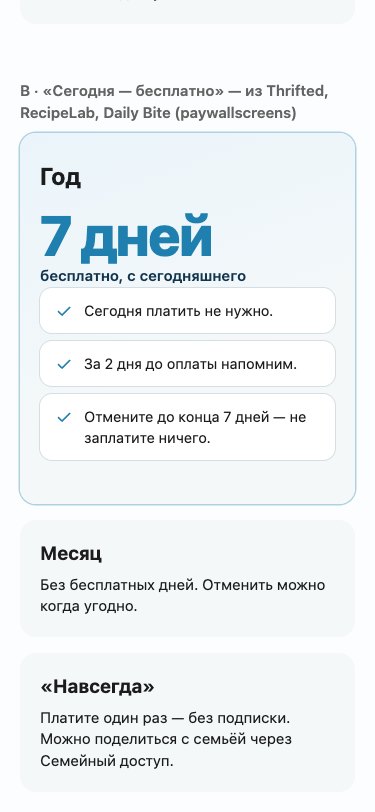 В · «Сегодня — бесплатно» — из Thrifted,
RecipeLab, Daily Bite (paywallscreens)
Год
7 дней
бесплатно, с сегодняшнего
Сегодня платить не нужно.
За 2 дня до оплаты напомним.
Отмените до конца 7 дней — не
заплатите ничего.
Месяц
Без бесплатных дней. Отменить можно
когда угодно.
«Навсегда»
Платите один раз — без подписки.
Можно поделиться с семьёй через
Семейный доступ.